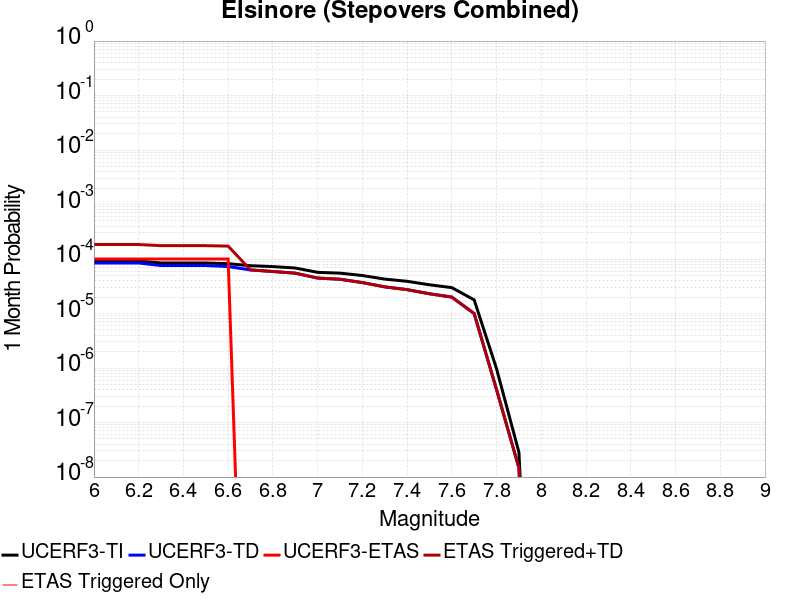 Elsinore (Stepovers Combined)
10 0
10 -1
10 -2
10 -3
10 -4
10 -5
10 -6
10 -7
10 -8
1 Month Probability
6 6.2 6.4 6.6 6.8 7 7.2 7.4 7.6 7.8 8 8.2 8.4 8.6 8.8 9
Magnitude
UCERF3-TI UCERF3-TD UCERF3-ETAS ETAS Triggered+TD
ETAS Triggered Only